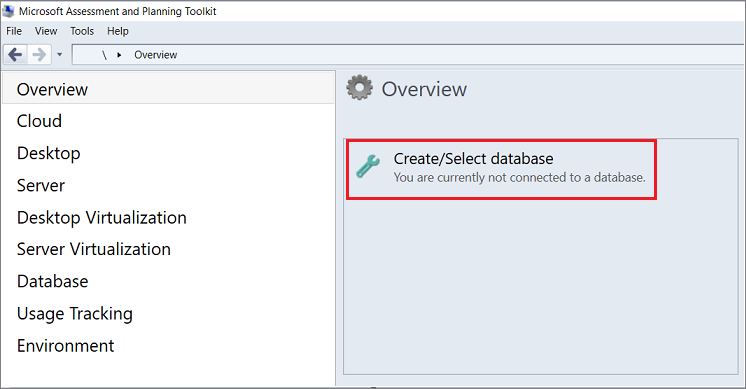 Microsoft Assessment and Planning Toolkit
File View Tools Help
\ ▸ Overview
Overview
Cloud
Desktop
Server
Desktop Virtualization
Server Virtualization
Database
Usage Tracking
Environment
Overview
Create/Select database
You are currently not connected to a database.